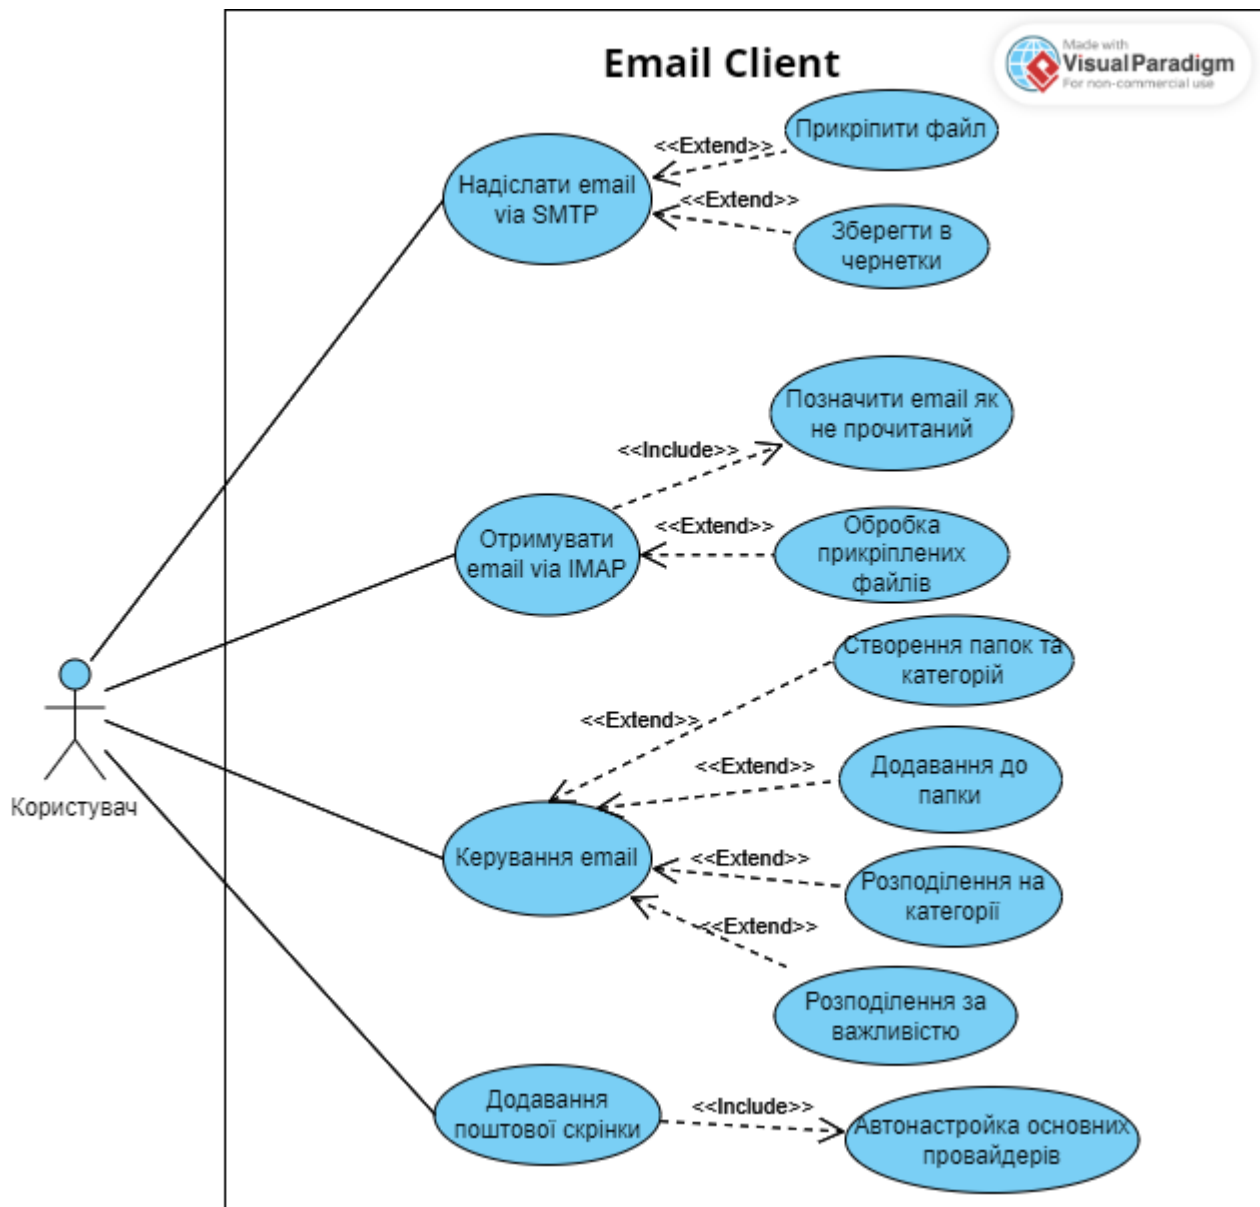 Email Client
Made with
Visual Paradigm
For non-commercial use
Прикріпити файл
<<Extend>>
Надіслати email
via SMTP
<<Extend>>
Зберегти в
чернетки
Позначити email як
не прочитаний
<<Include>>
Отримувати
email via IMAP
<<Extend>>
Обробка
прикріплених
файлів
Створення папок та
категорій
<<Extend>>
<<Extend>>
Додавання до
папки
Користувач
Керування email
<<Extend>>
Розподілення на
категорії
<<Extend>>
Розподілення за
важливістю
Додавання
поштової скрінки
<<Include>>
Автонастройка основних
провайдерів